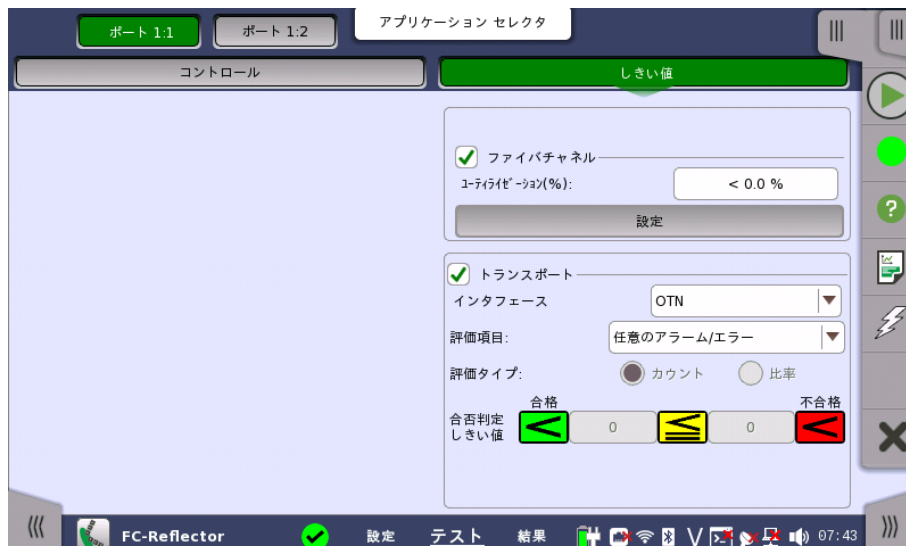 アプリケーション セレクタ
ポート 1:1
ポート 1:2
コントロール
しきい値
ファイバチャネル
ﾕｰﾃｨﾗｲｾﾞｰｼｮﾝ(%):
< 0.0 %
設定
トランスポート
インタフェース
OTN
評価項目:
任意のアラーム/エラー
評価タイプ:
カウント
比率
合格
不合格
合否判定
しきい値
<
0
≦
0
<
FC-Reflector
設定
テスト
結果
07:43